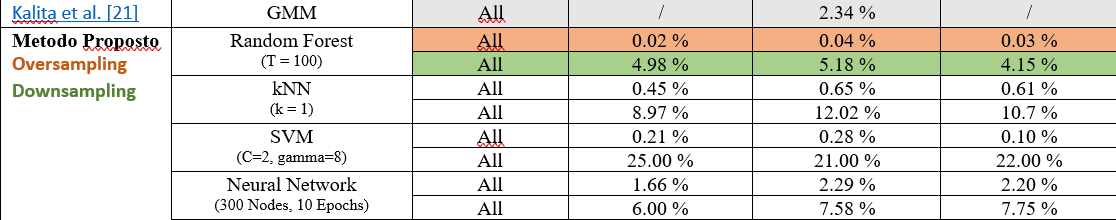 Kalita et al. [21] GMM All / 2.34 % /
Metodo Proposto Random Forest All 0.02 % 0.04 % 0.03 %
Oversampling (T = 100) All 4.98 % 5.18 % 4.15 %
Downsampling kNN All 0.45 % 0.65 % 0.61 %
(k = 1) All 8.97 % 12.02 % 10.7 %
SVM All 0.21 % 0.28 % 0.10 %
(C=2, gamma=8) All 25.00 % 21.00 % 22.00 %
Neural Network All 1.66 % 2.29 % 2.20 %
(300 Nodes, 10 Epochs) All 6.00 % 7.58 % 7.75 %